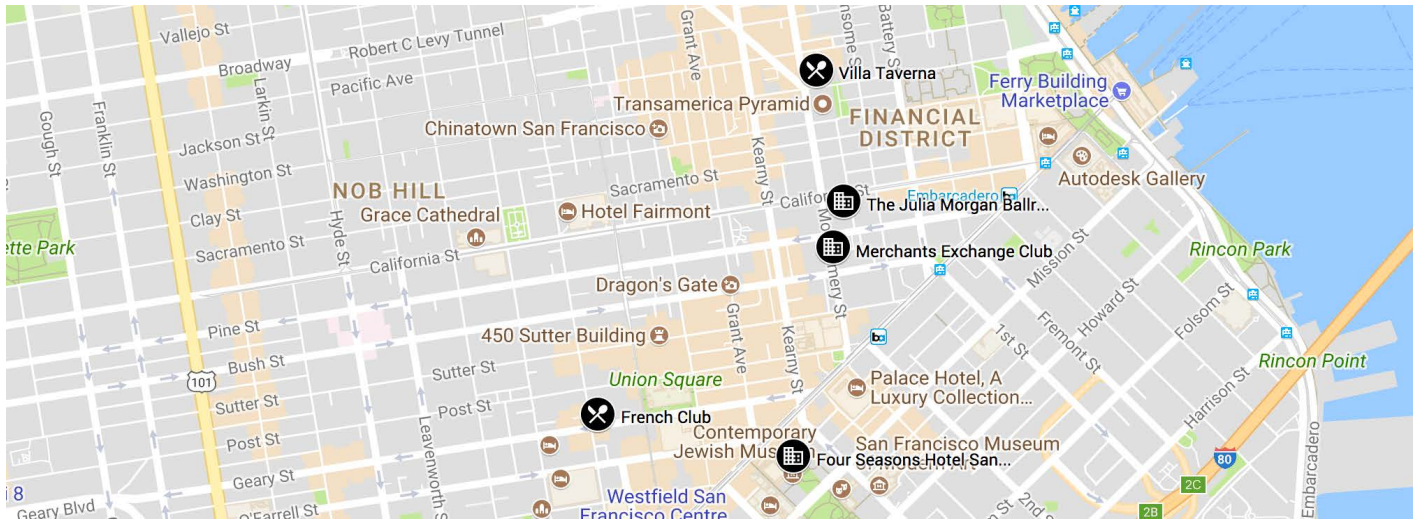 Vallejo St
Robert C Levy Tunnel
Broadway
Pacific Ave
Larkin St
Gough St
Franklin St
Grant Ave
Battery St
Villa Taverna
Transamerica Pyramid
FINANCIAL
DISTRICT
Ferry Building
Marketplace
Chinatown San Francisco
Jackson St
Washington St
Clay St
Sacramento St
Kearny St
Sacramento St
California St
Embarcadero
Autodesk Gallery
NOB HILL
Grace Cathedral
Hotel Fairmont
The Julia Morgan Ballr...
Merchants Exchange Club
Hyde St
California St
Mission St
Howard St
Folsom St
Rincon Park
Dragon's Gate
450 Sutter Building
Grant Ave
Kearny St
1st St
Fremont St
Rincon Point
Harrison St
Pine St
Bush St
101
Sutter St
Post St
Sutter St
Post St
Geary St
Geary Blvd
O'Farrell St
Leavenworth S
Union Square
French Club
Palace Hotel, A
Luxury Collection...
Contemporary
Jewish Mus
San Francisco Museum
Four Seasons Hotel San...
Westfield San
Francisco Centre
2nd S
80
2C
2B
Embarcadero
ette Park
i 8